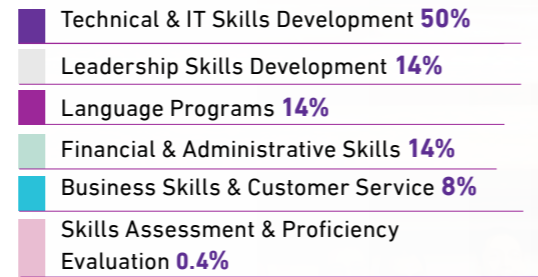 Technical & IT Skills Development 50%
Leadership Skills Development 14%
Language Programs 14%
Financial & Administrative Skills 14%
Business Skills & Customer Service 8%
Skills Assessment & Proficiency
Evaluation 0.4%